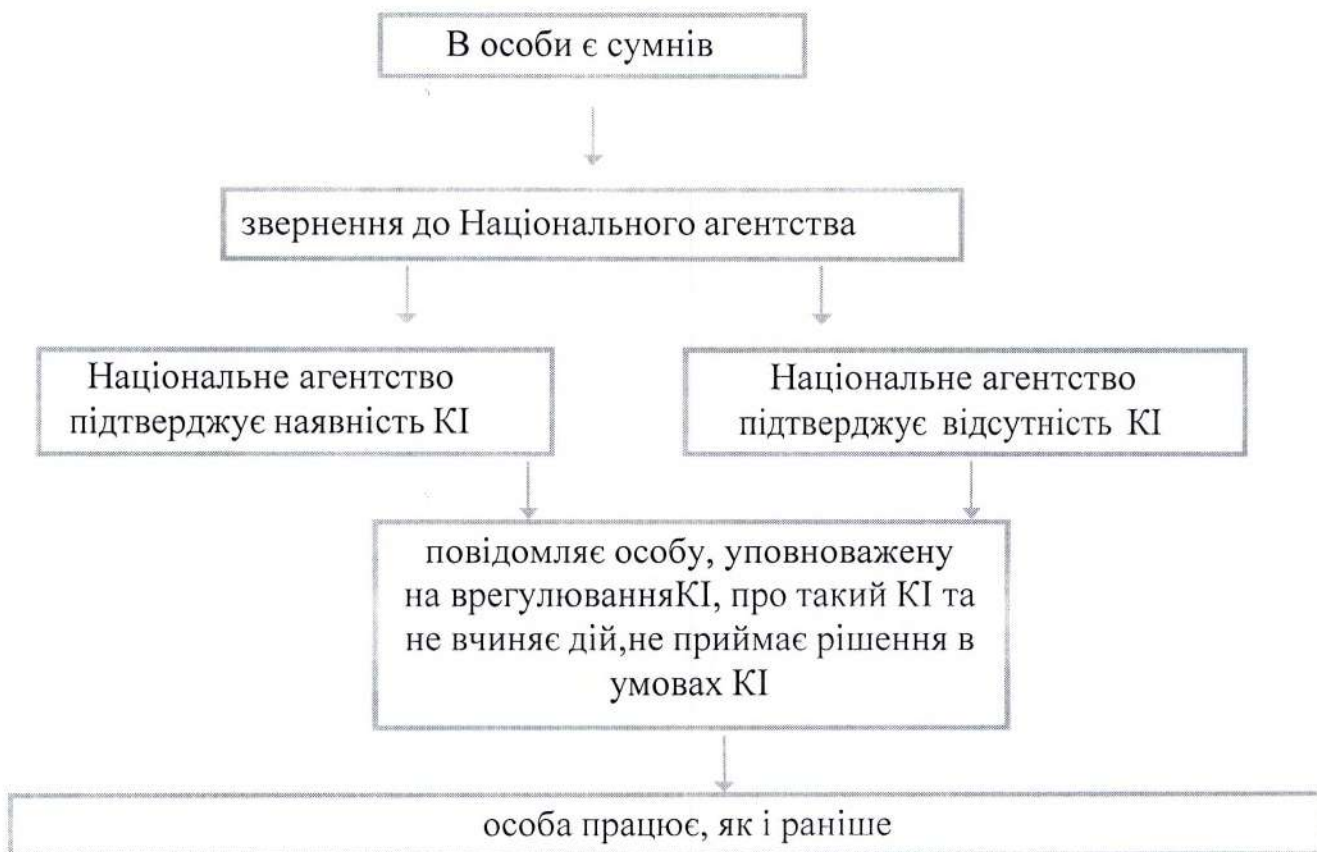 В особи є сумнів
звернення до Національного агентства
Національне агентство
підтверджує наявність КІ
Національне агентство
підтверджує відсутність КІ
повідомляє особу, уповноважену
на врегулюванняКІ, про такий КІ та
не вчиняє дій,не приймає рішення в
умовах КІ
особа працює, як і раніше